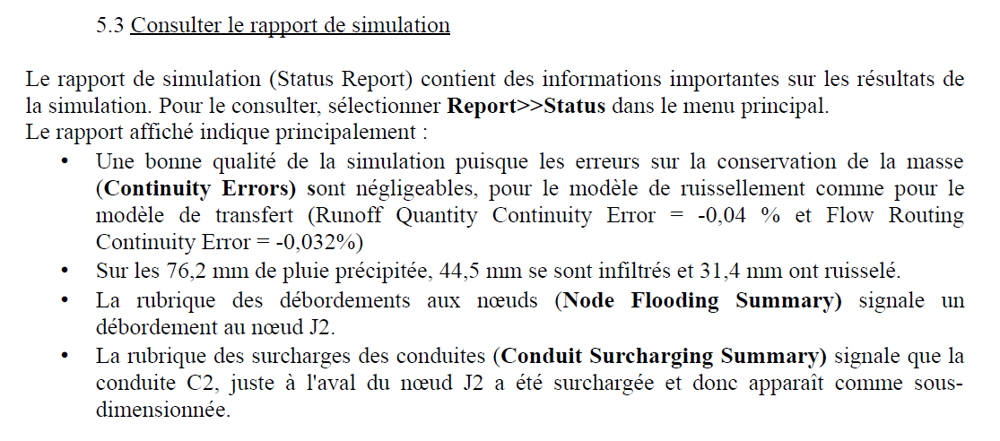 5.3 Consulter le rapport de simulation
Le rapport de simulation (Status Report) contient des informations importantes sur les résultats de
la simulation. Pour le consulter, sélectionner Report>>Status dans le menu principal.
Le rapport affiché indique principalement :
• Une bonne qualité de la simulation puisque les erreurs sur la conservation de la masse
(Continuity Errors) sont négligeables, pour le modèle de ruissellement comme pour le
modèle de transfert (Runoff Quantity Continuity Error = -0,04 % et Flow Routing
Continuity Error = -0,032%)
• Sur les 76,2 mm de pluie précipitée, 44,5 mm se sont infiltrés et 31,4 mm ont ruisselé.
• La rubrique des débordements aux nœuds (Node Flooding Summary) signale un
débordement au nœud J2.
• La rubrique des surcharges des conduites (Conduit Surcharging Summary) signale que la
conduite C2, juste à l'aval du nœud J2 a été surchargée et donc apparaît comme sous-
dimensionnée.